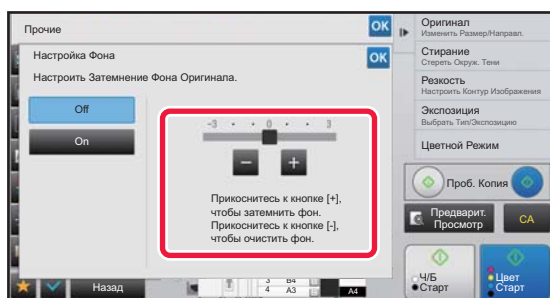 Прочие
OK
Настройка Фона
OK
Настроить Затемнение Фона Оригинала.
Off
On
-3 • • 0 • • 3
− +
Прикоснитесь к кнопке [+],
чтобы затемнить фон.
Прикоснитесь к кнопке [-],
чтобы очистить фон.
Назад
3 B4
4 A3
A4
Оригинал
Изменить Размер/Направл.
Стирание
Стереть Окруж. Тени
Резкость
Настроить Контур Изображения
Экспозиция
Выбрать Тип/Экспозицию
Цветной Режим
Проб. Копия
Предварит.
Просмотр
CA
Ч/Б
Старт
Цвет
Старт